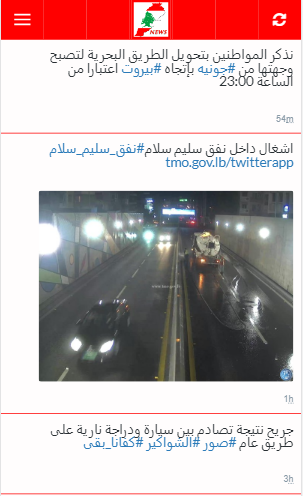 NEWS
نذكر المواطنين بتحويل الطريق البحرية لتصبح
وجهتها من #جونيه بإتجاه #بيروت اعتبارا من
الساعة 23:00
54m
اشغال داخل نفق سليم سلام#نفق_سليم_سلام
tmo.gov.lb/twitterapp
1h
جريح نتيجة تصادم بين سيارة ودراجة نارية على
طريق عام #صور #الشواكير #كفانا_بقى
3h